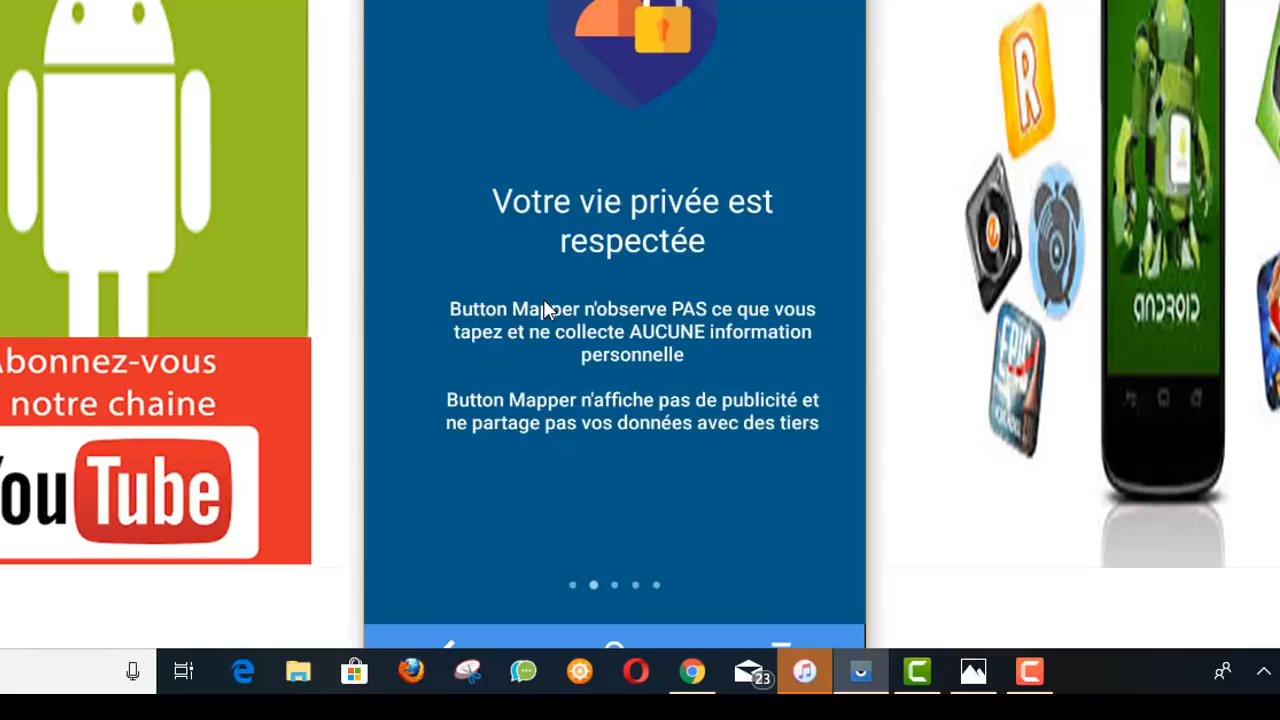 Votre vie privée est
respectée
Button Mapper n'observe PAS ce que vous
tapez et ne collecte AUCUNE information
personnelle
Button Mapper n'affiche pas de publicité et
ne partage pas vos données avec des tiers
Abonnez-vous
notre chaine
YouTube
R
EPIC
ANDROID
23